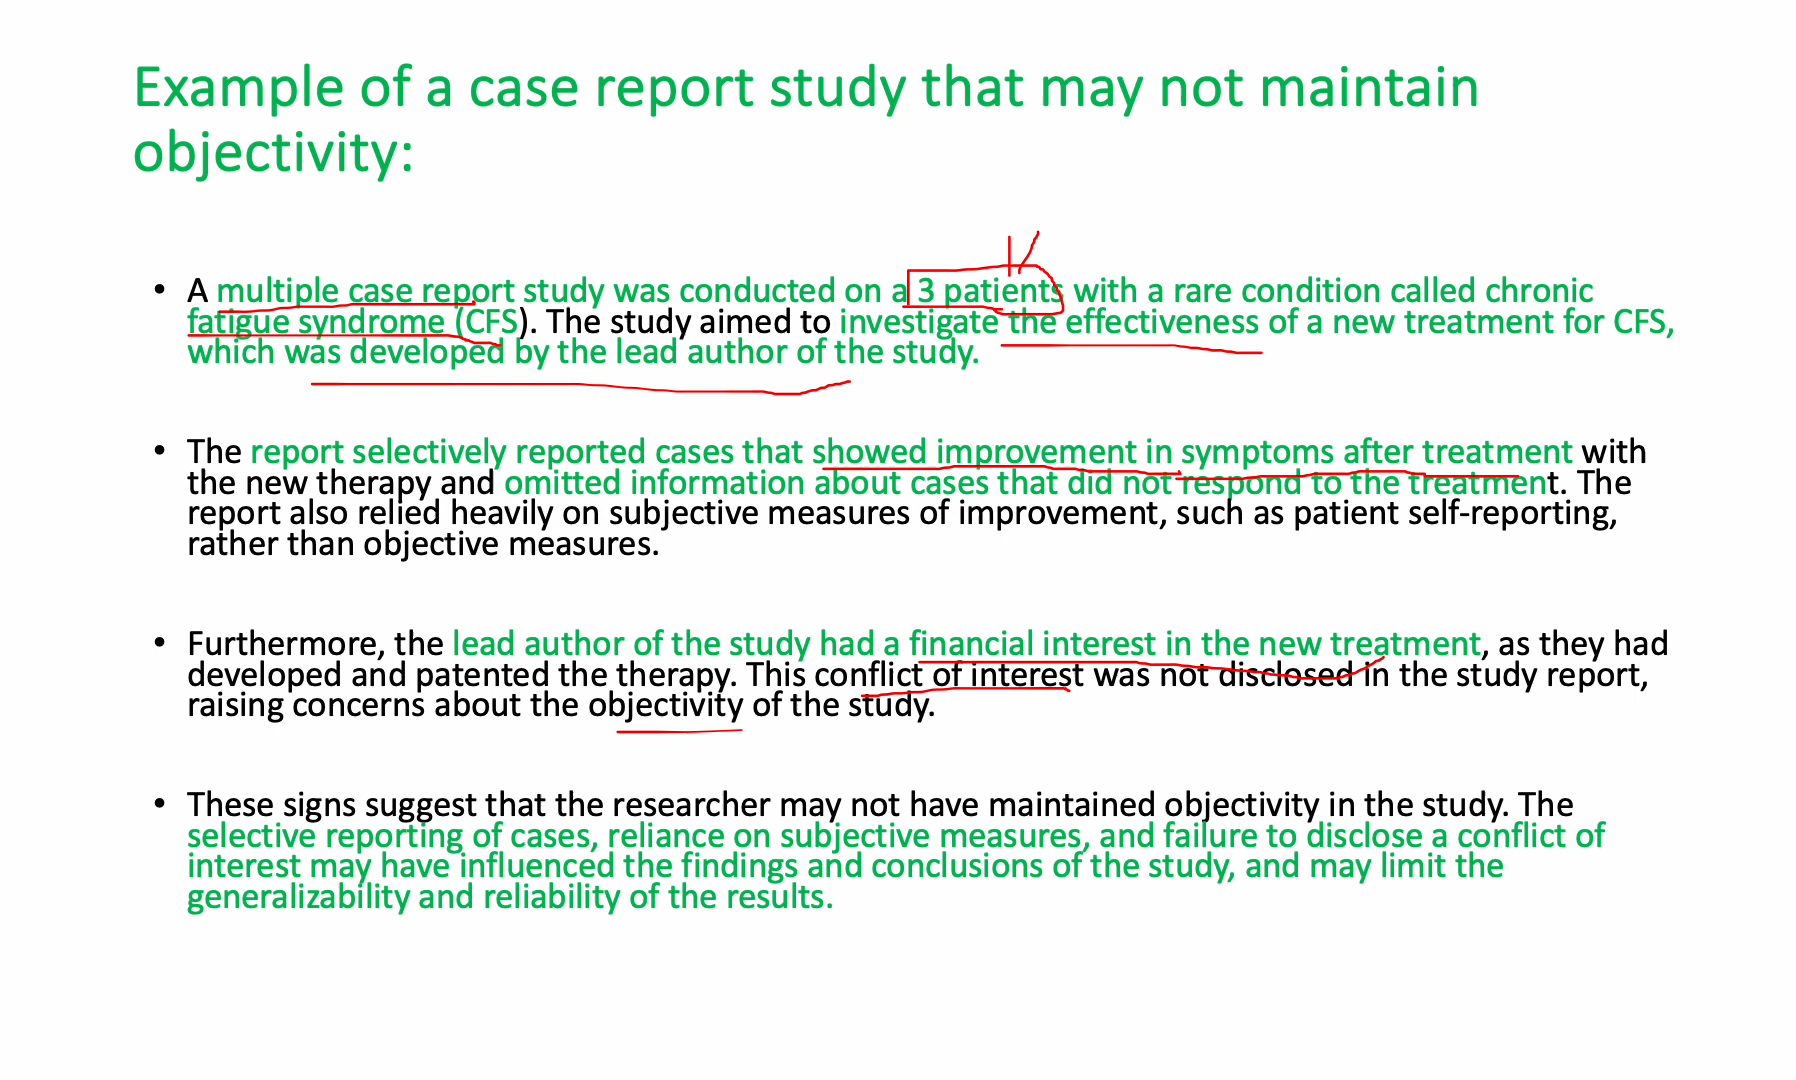 Example of a case report study that may not maintain
objectivity:
• A multiple case report study was conducted on a 3 patients with a rare condition called chronic
fatigue syndrome (CFS). The study aimed to investigate the effectiveness of a new treatment for CFS,
which was developed by the lead author of the study.
• The report selectively reported cases that showed improvement in symptoms after treatment with
the new therapy and omitted information about cases that did not respond to the treatment. The
report also relied heavily on subjective measures of improvement, such as patient self-reporting,
rather than objective measures.
• Furthermore, the lead author of the study had a financial interest in the new treatment, as they had
developed and patented the therapy. This conflict of interest was not disclosed in the study report,
raising concerns about the objectivity of the study.
• These signs suggest that the researcher may not have maintained objectivity in the study. The
selective reporting of cases, reliance on subjective measures, and failure to disclose a conflict of
interest may have influenced the findings and conclusions of the study, and may limit the
generalizability and reliability of the results.